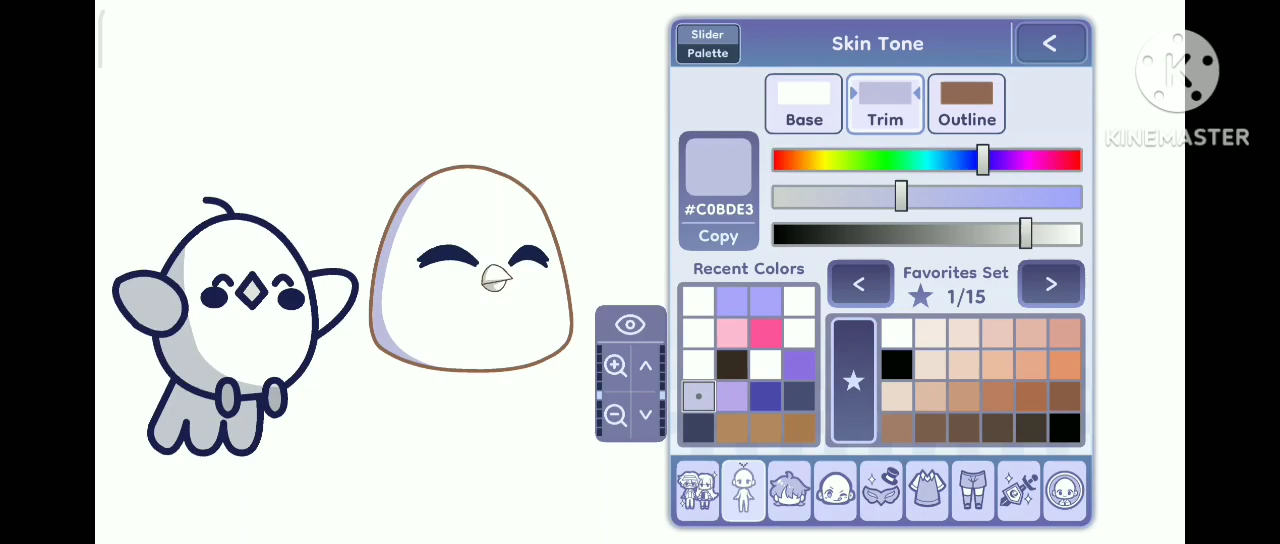 Slider
Palette
Skin Tone
<
Base
Trim
Outline
K
KINEMASTER
#C0BDE3
Copy
Recent Colors
<
Favorites Set
1/15
>